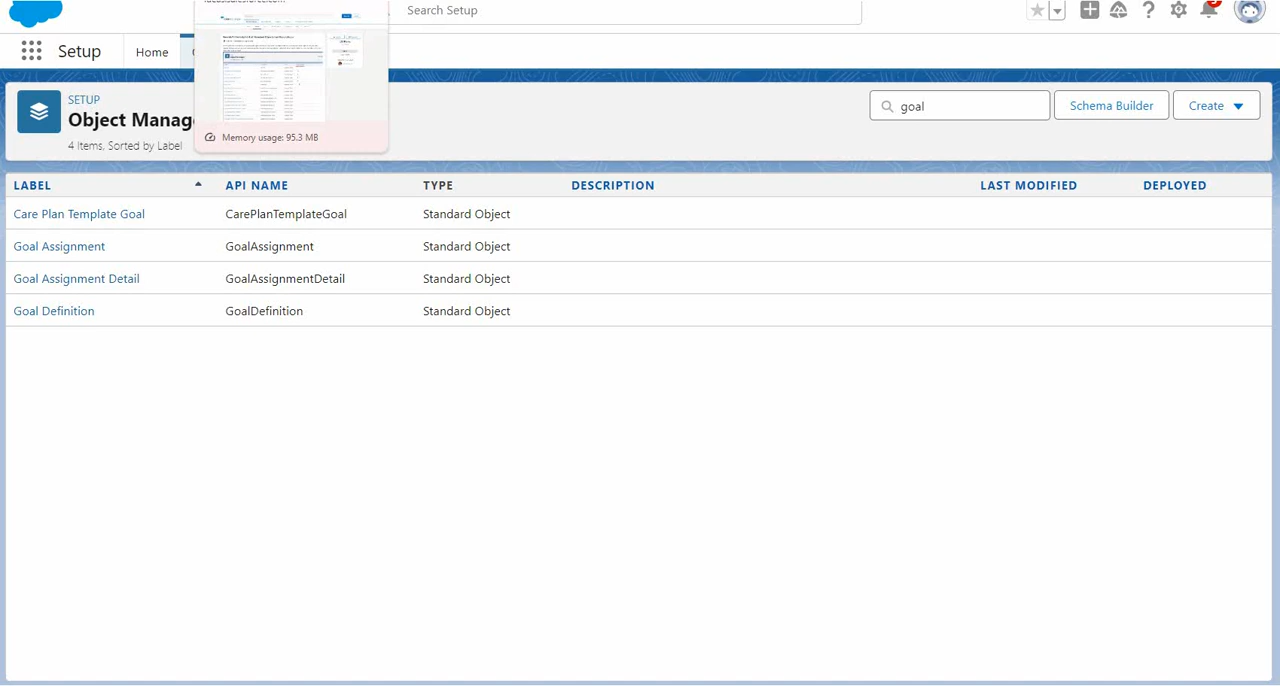 Search Setup
3
Setup
Home
Memory usage: 95.3 MB
SETUP
Object Manag
4 Items, Sorted by Label
goal
Schema Builder
Create
LABEL API NAME TYPE DESCRIPTION LAST MODIFIED DEPLOYED
Care Plan Template Goal CarePlanTemplateGoal Standard Object
Goal Assignment GoalAssignment Standard Object
Goal Assignment Detail GoalAssignmentDetail Standard Object
Goal Definition GoalDefinition Standard Object